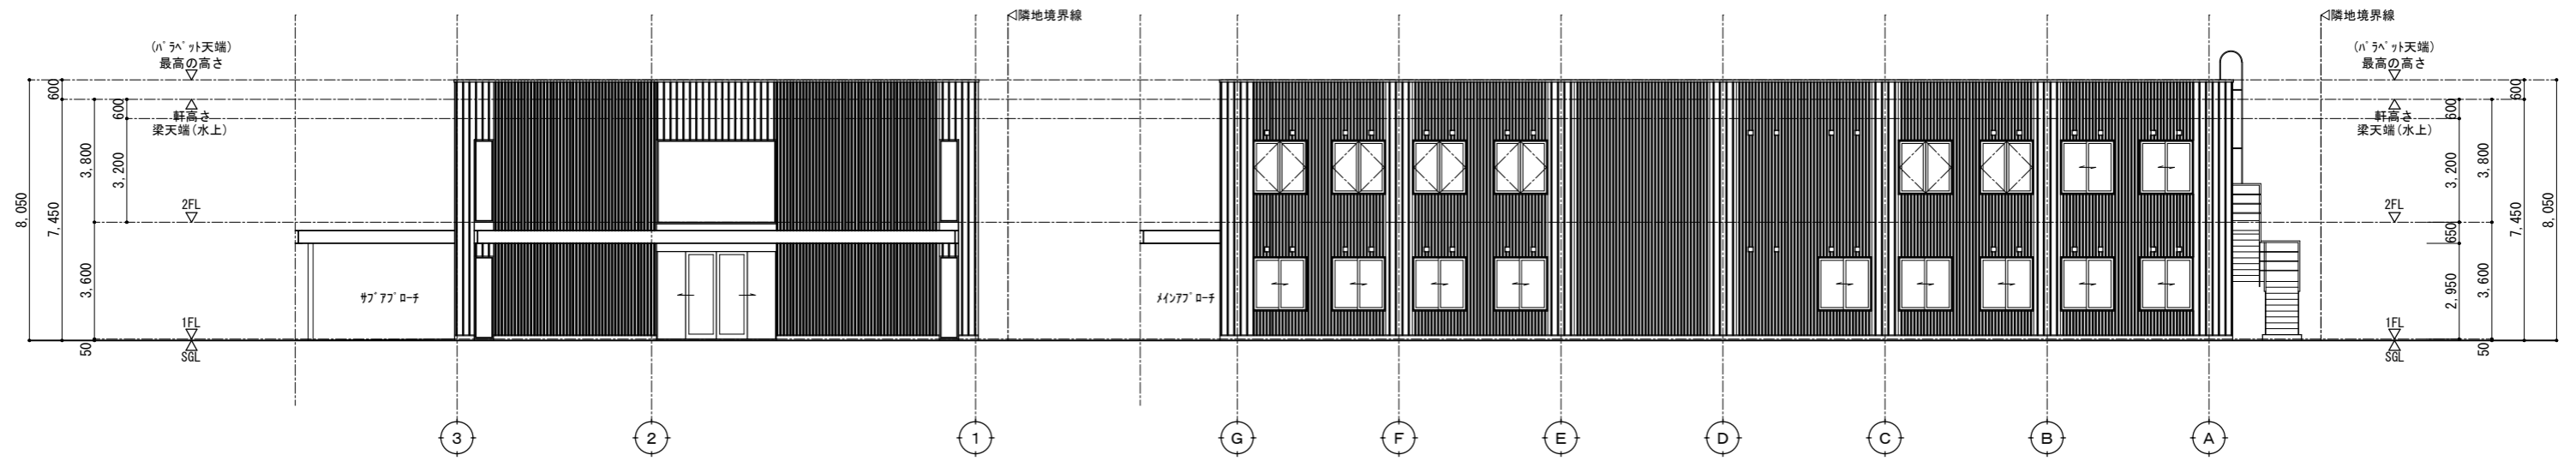 ◁隣地境界線
◁隣地境界線
(ﾊﾟﾗﾍﾟｯﾄ天端)
最高の高さ
(ﾊﾟﾗﾍﾟｯﾄ天端)
最高の高さ
600
600
軒高さ
梁天端(水上)
600
600
軒高さ
梁天端(水上)
8,050
7,450
3,800
3,200
3,200
3,800
7,450
8,050
2FL
2FL
650
3,600
ｻﾌﾞｱﾌﾟﾛｰﾁ
ﾒｲﾝｱﾌﾟﾛｰﾁ
2,950
3,600
1FL
SGL
50
1FL
SGL
50
3
2
1
G
F
E
D
C
B
A